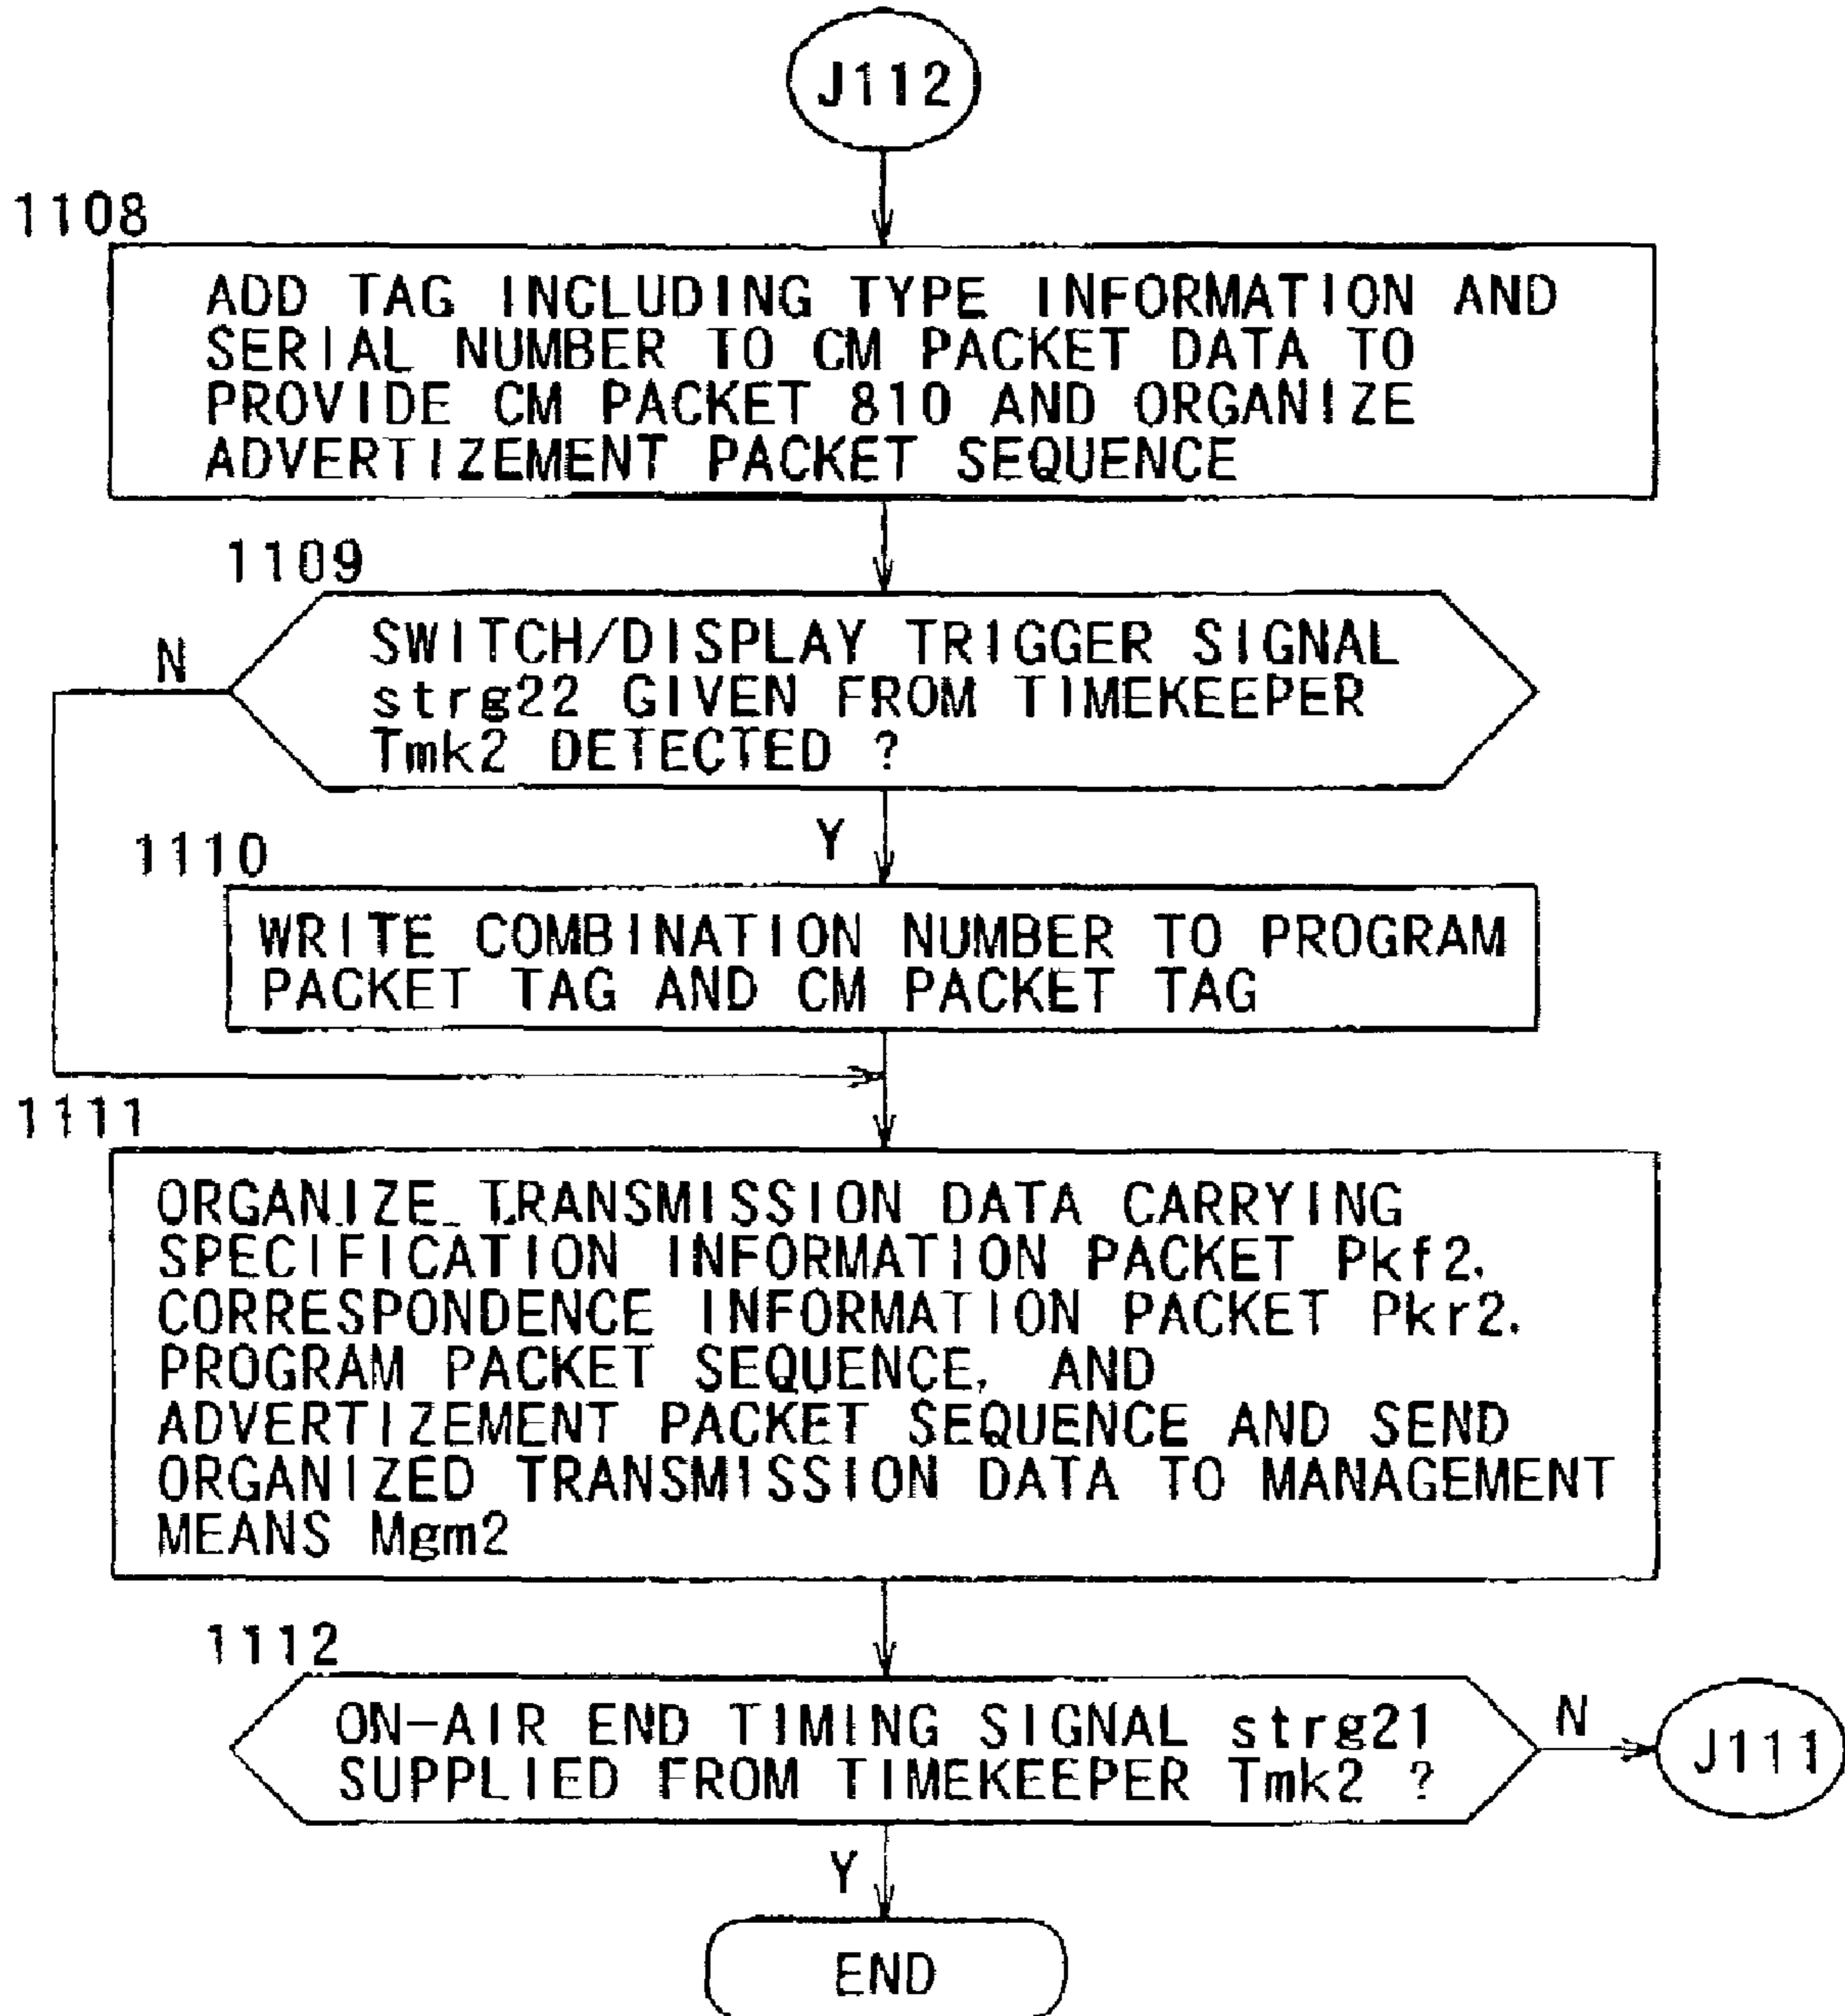 J112
1108
ADD TAG INCLUDING TYPE INFORMATION AND
SERIAL NUMBER TO CM PACKET DATA TO
PROVIDE CM PACKET 810 AND ORGANIZE
ADVERTIZEMENT PACKET SEQUENCE
1109
N
SWITCH/DISPLAY TRIGGER SIGNAL
strg22 GIVEN FROM TIMEKEEPER
Tmk2 DETECTED ?
Y
1110
WRITE COMBINATION NUMBER TO PROGRAM
PACKET TAG AND CM PACKET TAG
1111
ORGANIZE TRANSMISSION DATA CARRYING
SPECIFICATION INFORMATION PACKET Pkf2,
CORRESPONDENCE INFORMATION PACKET Pkr2,
PROGRAM PACKET SEQUENCE, AND
ADVERTIZEMENT PACKET SEQUENCE AND SEND
ORGANIZED TRANSMISSION DATA TO MANAGEMENT
MEANS Mgm2
1112
ON-AIR END TIMING SIGNAL strg21
SUPPLIED FROM TIMEKEEPER Tmk2 ?
N
J111
Y
END